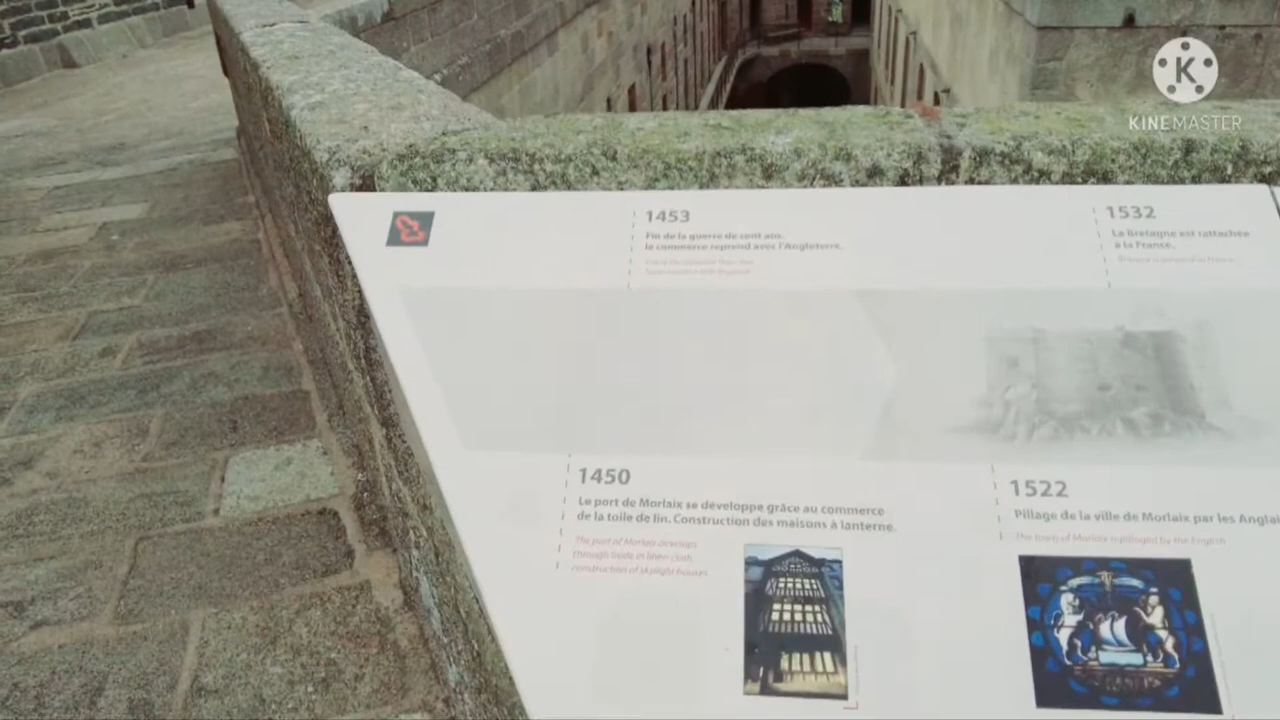 KINEMASTER
1453
Fin de la guerre de cent ans.
le commerce reprend avec l'Angleterre.
1532
La Bretagne est rattachée
à la France.
1450
Le port de Morlaix se développe grâce au commerce
de la toile de lin. Construction des maisons à lanterne.
The port of Morlaix develops
through trade in linen cloth,
construction of skylight houses.
1522
Pillage de la ville de Morlaix par les Anglai
The town of Morlaix is pillaged by the English